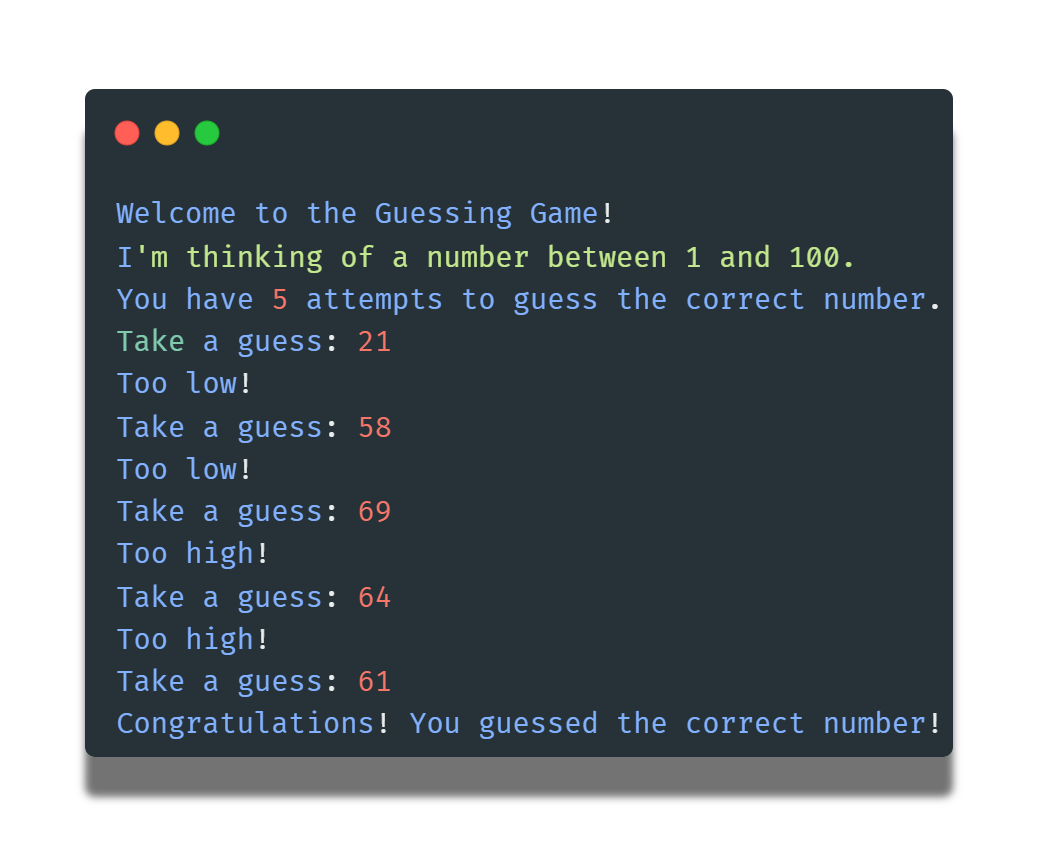 Welcome to the Guessing Game!
I'm thinking of a number between 1 and 100.
You have 5 attempts to guess the correct number.
Take a guess: 21
Too low!
Take a guess: 58
Too low!
Take a guess: 69
Too high!
Take a guess: 64
Too high!
Take a guess: 61
Congratulations! You guessed the correct number!